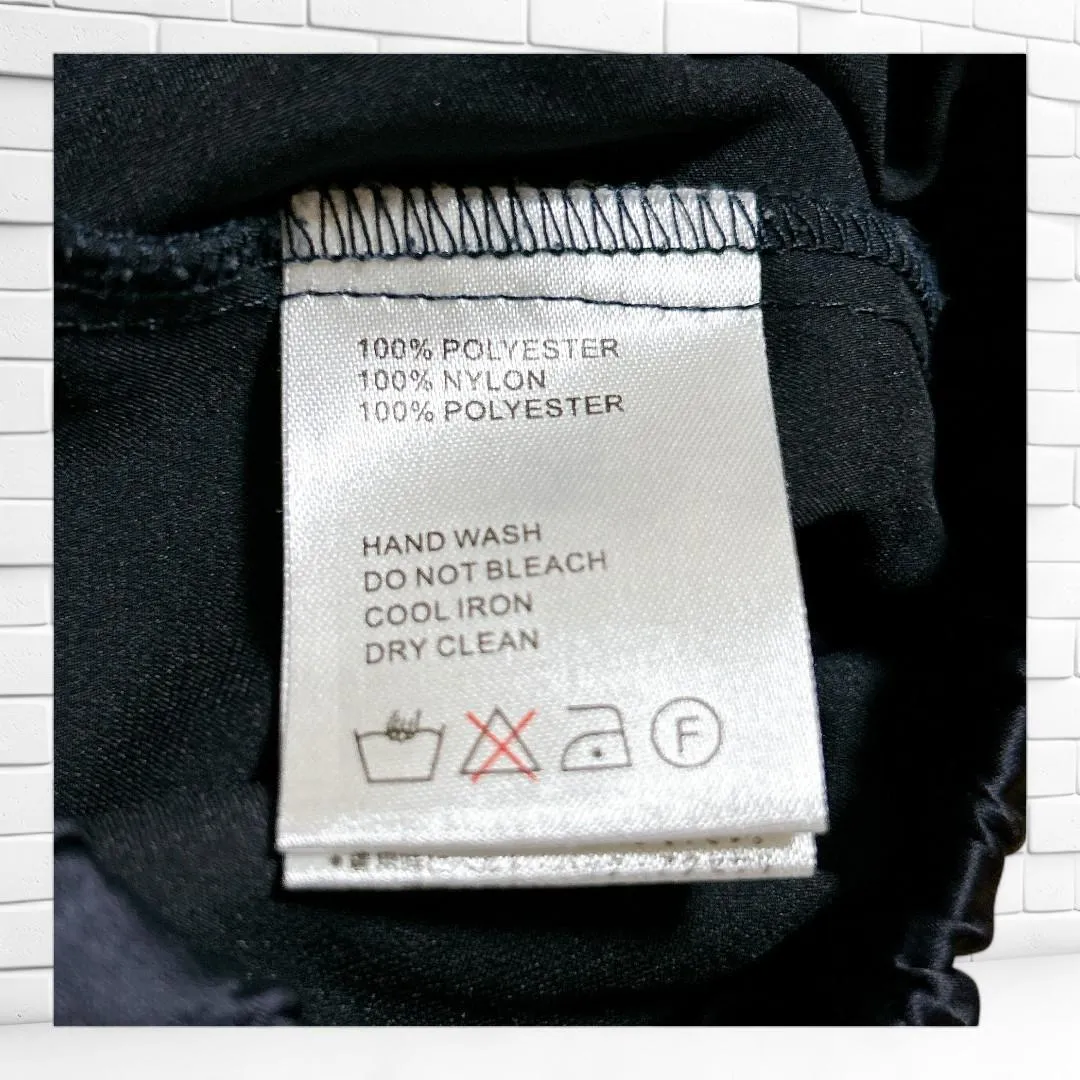 100% POLYESTER
100% NYLON
100% POLYESTER
HAND WASH
DO NOT BLEACH
COOL IRON
DRY CLEAN
F